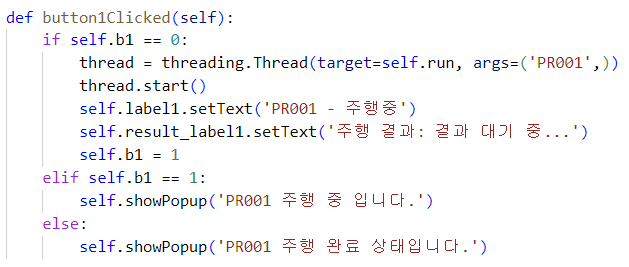 def button1Clicked(self):
    if self.b1 == 0:
        thread = threading.Thread(target=self.run, args=('PR001',))
        thread.start()
        self.label1.setText('PR001 - 주행중')
        self.result_label1.setText('주행 결과: 결과 대기 중...')
        self.b1 = 1
    elif self.b1 == 1:
        self.showPopup('PR001 주행 중 입니다.')
    else:
        self.showPopup('PR001 주행 완료 상태입니다.')